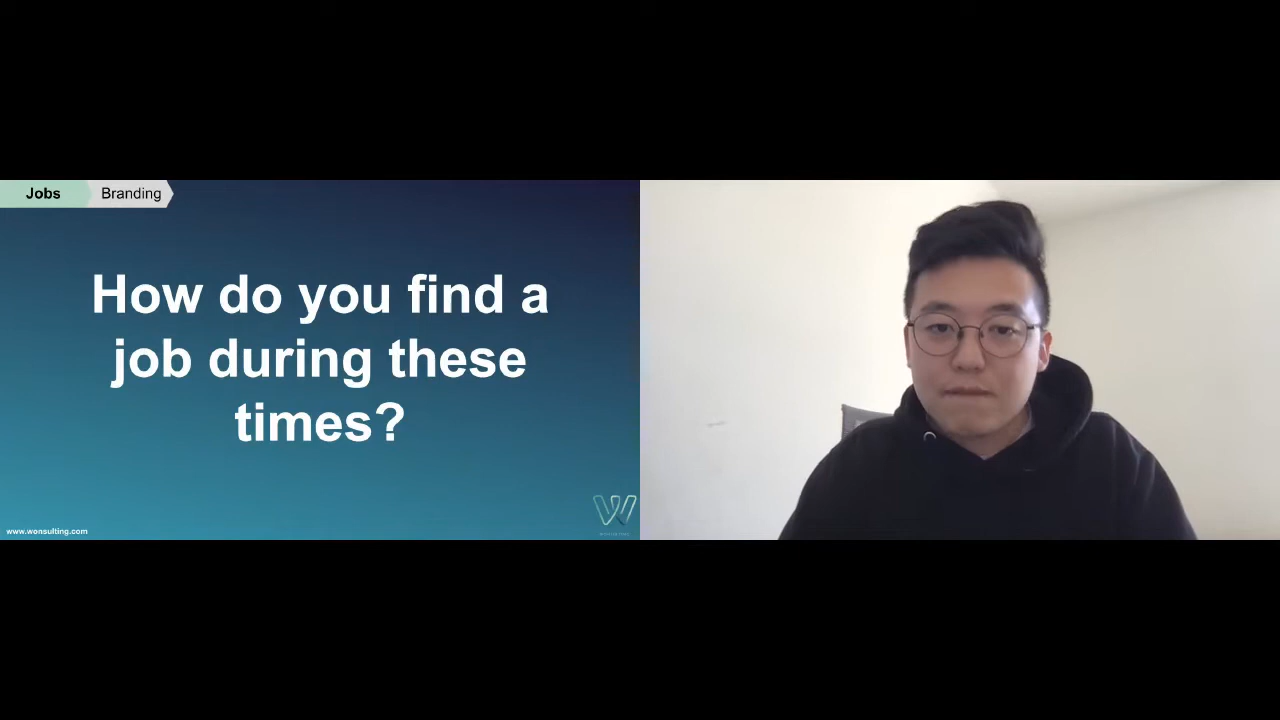 Jobs
Branding
How do you find a
job during these
times?
www.wonsulting.com
W